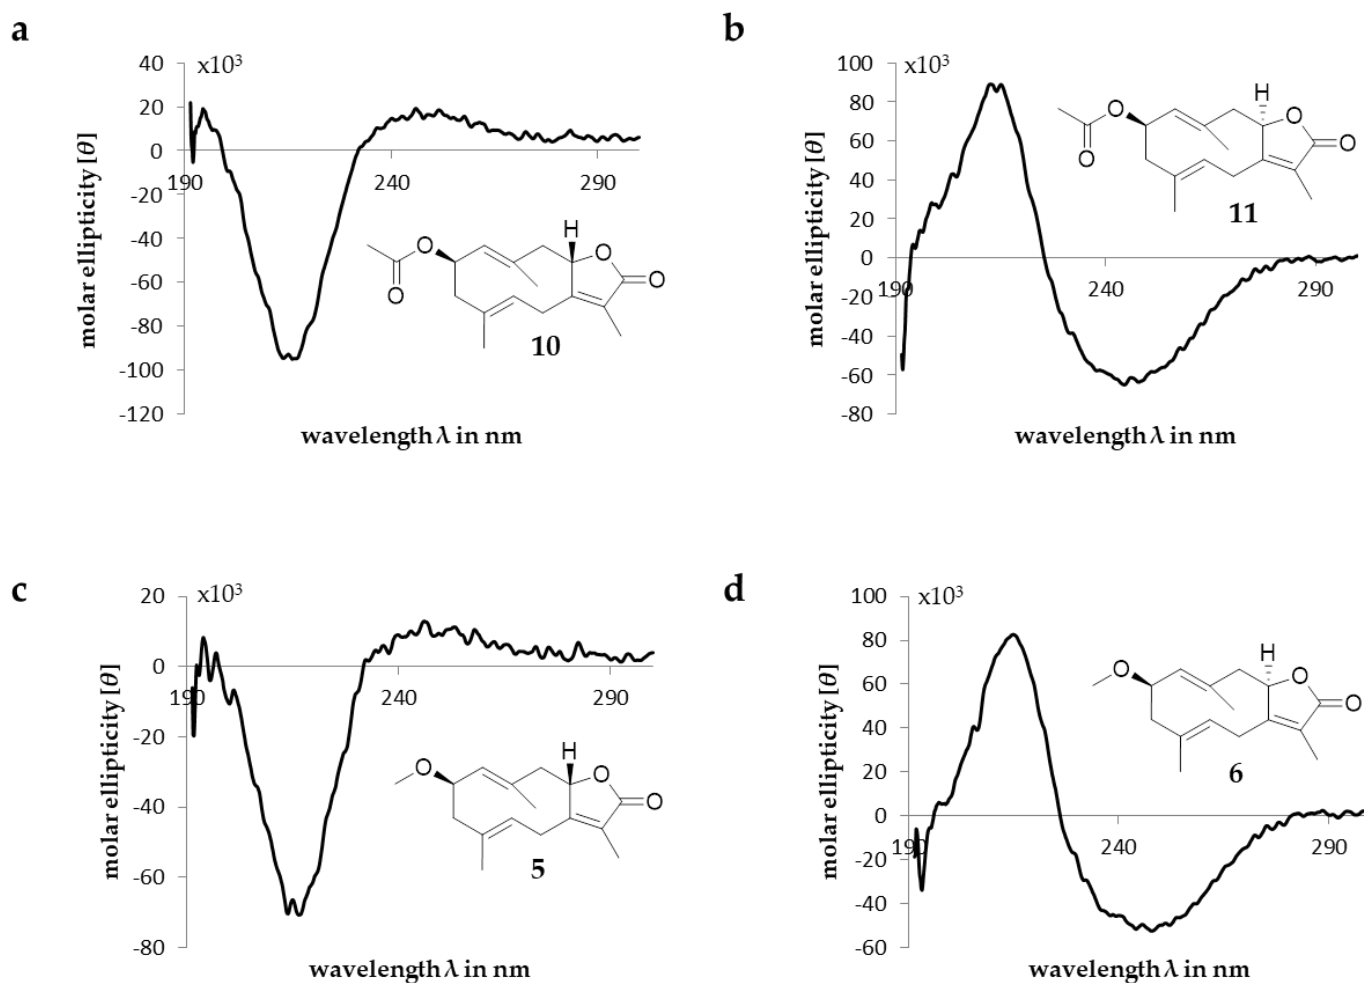 a
x10³
40
20
0
-20
-40
-60
-80
-100
-120
190
240
290
molar ellipticity [θ]
wavelength λ in nm
O
O
H
O
O
10
b
x10³
100
80
60
40
20
0
-20
-40
-60
-80
190
240
290
molar ellipticity [θ]
wavelength λ in nm
O
O
H
O
O
11
c
x10³
20
0
-20
-40
-60
-80
190
240
290
molar ellipticity [θ]
wavelength λ in nm
O
H
O
O
5
d
x10³
100
80
60
40
20
0
-20
-40
-60
190
240
290
molar ellipticity [θ]
wavelength λ in nm
O
H
O
O
6